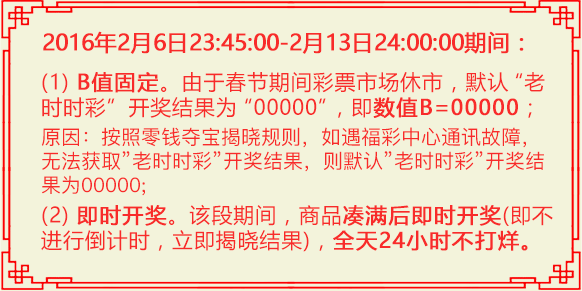 2016年2月6日23:45:00-2月13日24:00:00期间：
(1) B值固定。由于春节期间彩票市场休市，默认“老
时时彩”开奖结果为“00000”，即数值B=00000；
原因：按照零钱夺宝揭晓规则，如遇福彩中心通讯故障，
无法获取”老时时彩”开奖结果，则默认”老时时彩”开奖结
果为00000;
(2) 即时开奖。该段期间，商品凑满后即时开奖(即不
进行倒计时，立即揭晓结果)，全天24小时不打烊。